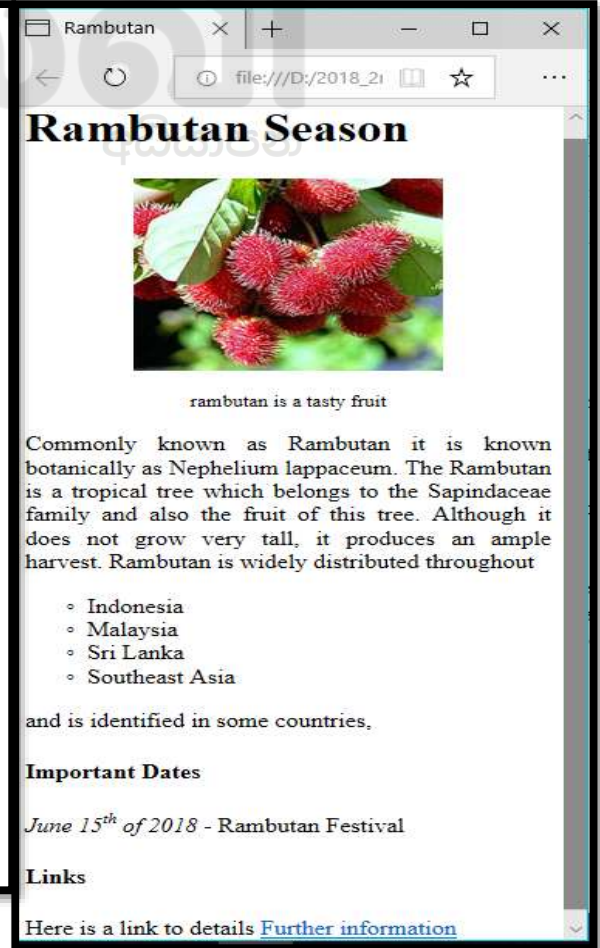 Rambutan
file:///D:/2018_2
Rambutan Season
rambutan is a tasty fruit
Commonly known as Rambutan it is known
botanically as Nephelium lappaceum. The Rambutan
is a tropical tree which belongs to the Sapindaceae
family and also the fruit of this tree. Although it
does not grow very tall, it produces an ample
harvest. Rambutan is widely distributed throughout
Indonesia
Malaysia
Sri Lanka
Southeast Asia
and is identified in some countries,
Important Dates
June 15th of 2018 - Rambutan Festival
Links
Here is a link to details Further information